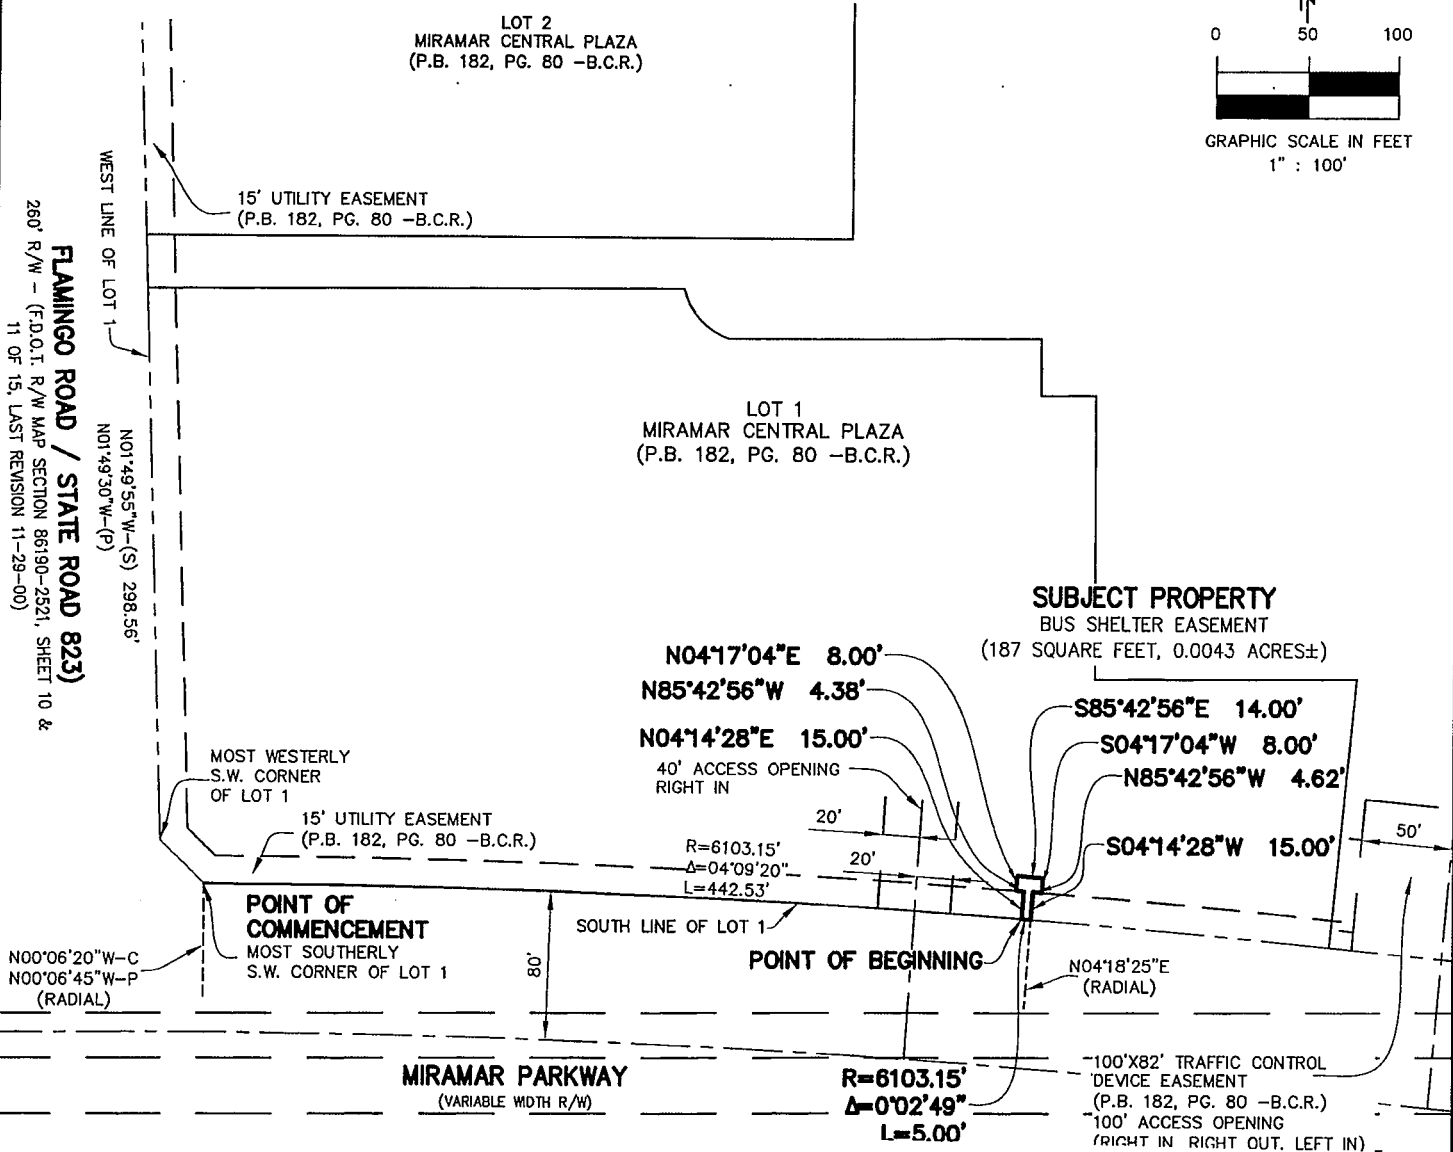 LOT 2
MIRAMAR CENTRAL PLAZA
(P.B. 182, PG. 80 -B.C.R.)
0 50 100
GRAPHIC SCALE IN FEET
1" : 100'
15' UTILITY EASEMENT
(P.B. 182, PG. 80 -B.C.R.)
WEST LINE OF LOT 1
FLAMINGO ROAD / STATE ROAD 823)
260' R/W - (F.D.O.T. R/W MAP SECTION 86190-2521, SHEET 10 &
11 OF 15, LAST REVISION 11-29-00)
N01°49'55"W-(S) 298.56'
N01°49'30"W-(P)
LOT 1
MIRAMAR CENTRAL PLAZA
(P.B. 182, PG. 80 -B.C.R.)
SUBJECT PROPERTY
BUS SHELTER EASEMENT
(187 SQUARE FEET, 0.0043 ACRES±)
N04°17'04"E 8.00'
N85°42'56"W 4.38'
N04°14'28"E 15.00'
40' ACCESS OPENING
RIGHT IN
S85°42'56"E 14.00'
S04°17'04"W 8.00'
N85°42'56"W 4.62'
S04°14'28"W 15.00'
50'
MOST WESTERLY
S.W. CORNER
OF LOT 1
15' UTILITY EASEMENT
(P.B. 182, PG. 80 -B.C.R.)
20'
20'
R=6103.15'
Δ=04°09'20"
L=442.53'
SOUTH LINE OF LOT 1
POINT OF
COMMENCEMENT
MOST SOUTHERLY
S.W. CORNER OF LOT 1
N00°06'20"W-C
N00°06'45"W-P
(RADIAL)
80'
POINT OF BEGINNING
N04°18'25"E
(RADIAL)
MIRAMAR PARKWAY
(VARIABLE WIDTH R/W)
R=6103.15'
Δ=0°02'49"
L=5.00'
100'X82' TRAFFIC CONTROL
DEVICE EASEMENT
(P.B. 182, PG. 80 -B.C.R.)
100' ACCESS OPENING
(RIGHT IN, RIGHT OUT, LEFT IN)